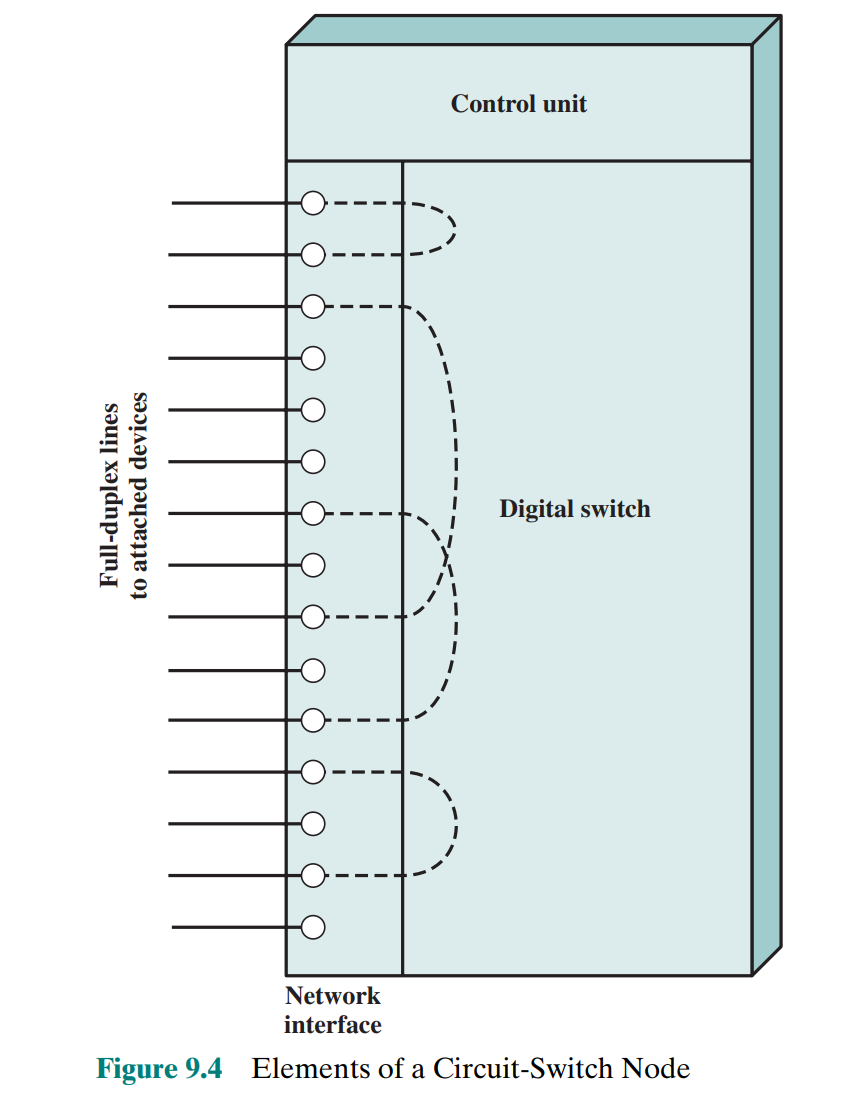 Control unit
Full-duplex lines
to attached devices
Digital switch
Network
interface
Figure 9.4 Elements of a Circuit-Switch Node